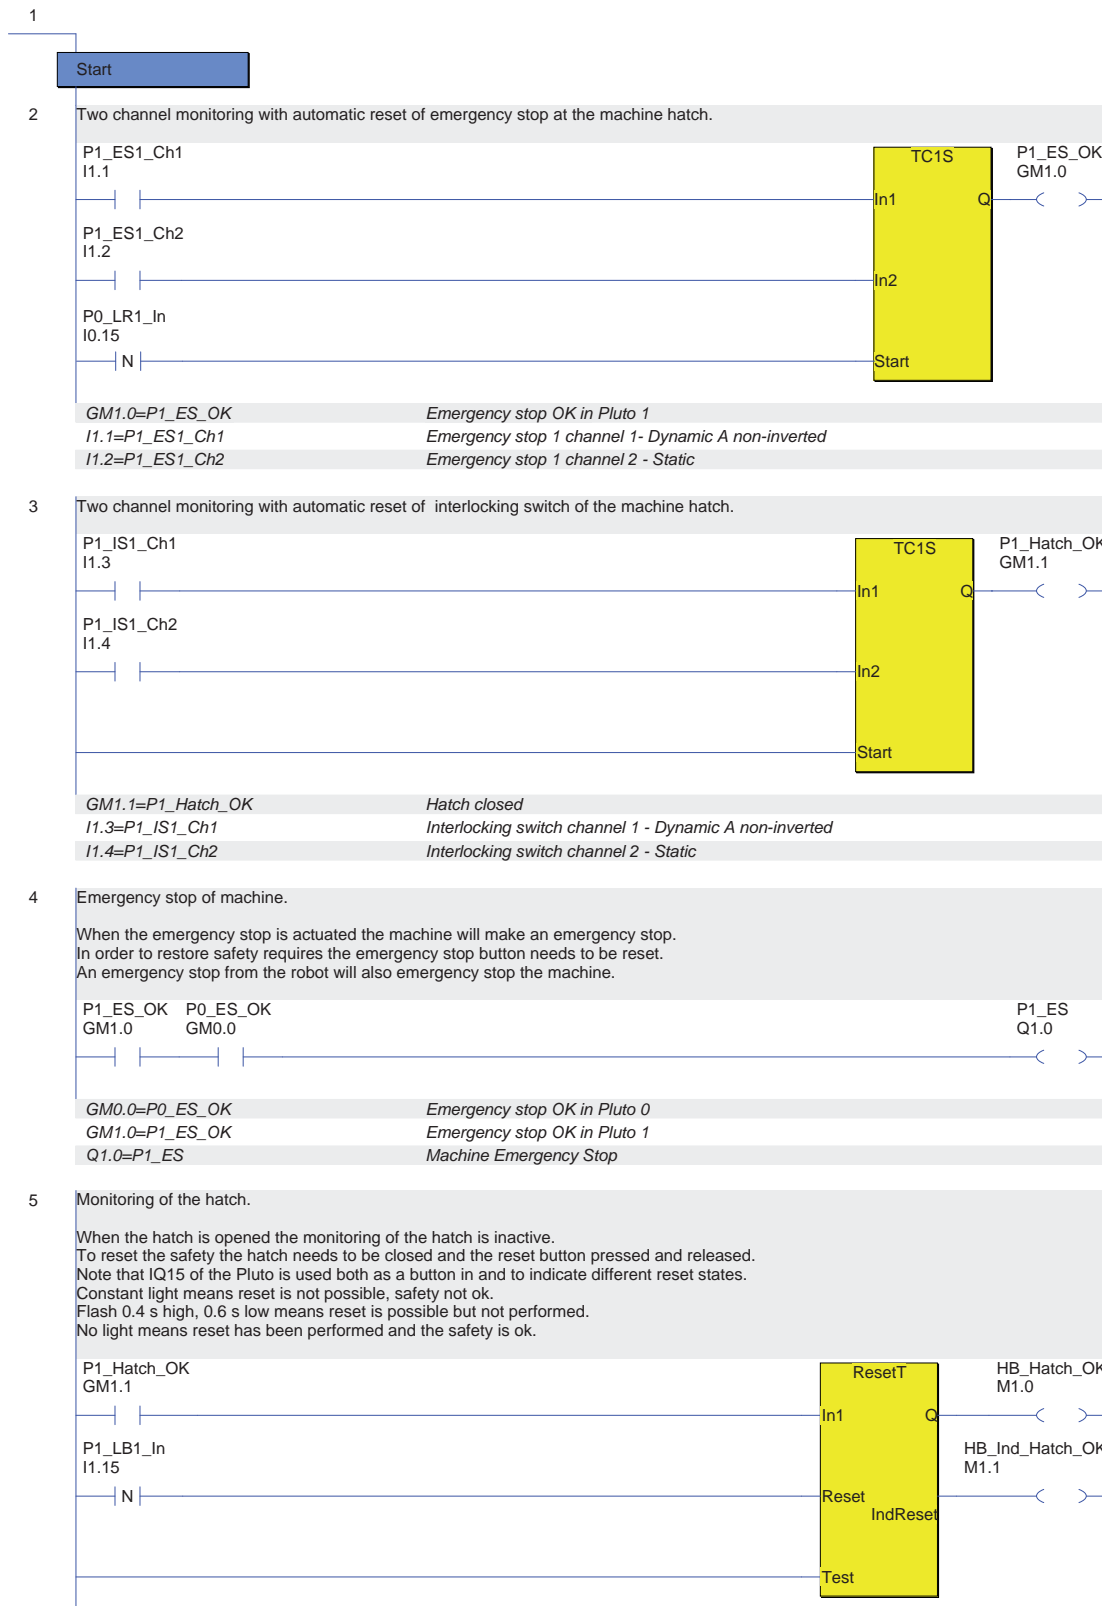 1
Start
2 Two channel monitoring with automatic reset of emergency stop at the machine hatch.
P1_ES1_Ch1
I1.1
TC1S
P1_ES_OK
GM1.0
In1 Q
P1_ES1_Ch2
I1.2
In2
P0_LR1_In
I0.15
N
Start
GM1.0=P1_ES_OK Emergency stop OK in Pluto 1
I1.1=P1_ES1_Ch1 Emergency stop 1 channel 1- Dynamic A non-inverted
I1.2=P1_ES1_Ch2 Emergency stop 1 channel 2 - Static
3 Two channel monitoring with automatic reset of interlocking switch of the machine hatch.
P1_IS1_Ch1
I1.3
TC1S
P1_Hatch_OK
GM1.1
In1 Q
P1_IS1_Ch2
I1.4
In2
Start
GM1.1=P1_Hatch_OK Hatch closed
I1.3=P1_IS1_Ch1 Interlocking switch channel 1 - Dynamic A non-inverted
I1.4=P1_IS1_Ch2 Interlocking switch channel 2 - Static
4 Emergency stop of machine.
When the emergency stop is actuated the machine will make an emergency stop.
In order to restore safety requires the emergency stop button needs to be reset.
An emergency stop from the robot will also emergency stop the machine.
P1_ES_OK P0_ES_OK P1_ES
GM1.0 GM0.0 Q1.0
GM0.0=P0_ES_OK Emergency stop OK in Pluto 0
GM1.0=P1_ES_OK Emergency stop OK in Pluto 1
Q1.0=P1_ES Machine Emergency Stop
5 Monitoring of the hatch.
When the hatch is opened the monitoring of the hatch is inactive.
To reset the safety the hatch needs to be closed and the reset button pressed and released.
Note that IQ15 of the Pluto is used both as a button in and to indicate different reset states.
Constant light means reset is not possible, safety not ok.
Flash 0.4 s high, 0.6 s low means reset is possible but not performed.
No light means reset has been performed and the safety is ok.
P1_Hatch_OK
GM1.1
ResetT
HB_Hatch_OK
M1.0
In1 Q
P1_LB1_In
I1.15
HB_Ind_Hatch_OK
M1.1
N
Reset
IndReset
Test